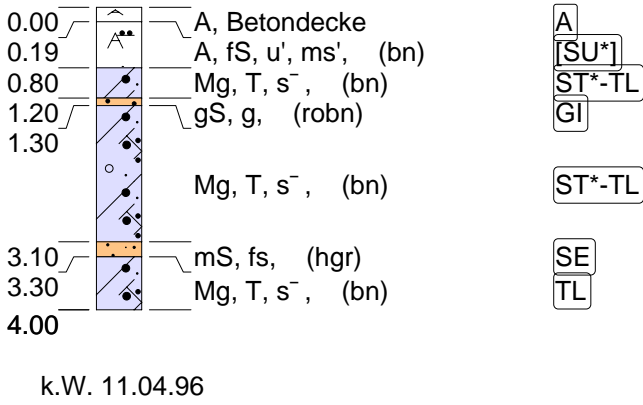 0.00 A, Betondecke A
0.19 A, fS, u', ms', (bn) [SU*]
0.80 Mg, T, s¯, (bn) ST*-TL
1.20 gS, g, (robn) GI
1.30
Mg, T, s¯, (bn) ST*-TL
3.10 mS, fs, (hgr) SE
3.30 Mg, T, s¯, (bn) TL
4.00
k.W. 11.04.96